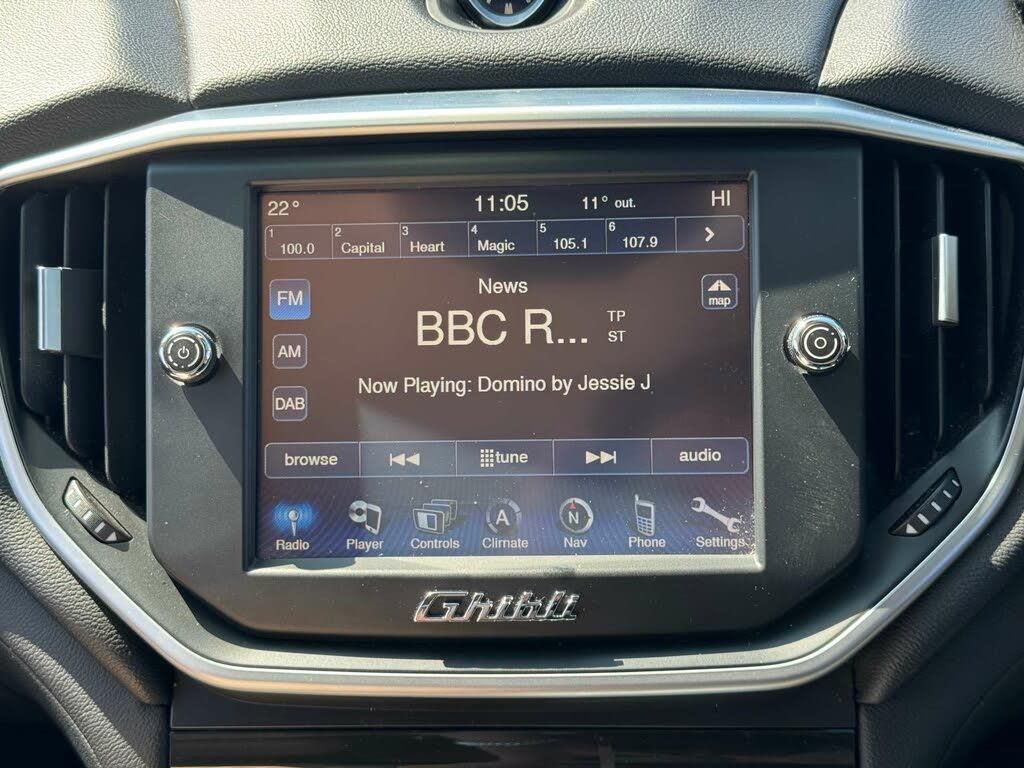 22° 11:05 11° out. HI
1 100.0 2 Capital 3 Heart 4 Magic 5 105.1 6 107.9
News
FM
map
BBC R... TP
ST
AM
Now Playing: Domino by Jessie J
DAB
browse tune audio
A N
Radio Player Controls Climate Nav Phone Settings
Ghibli